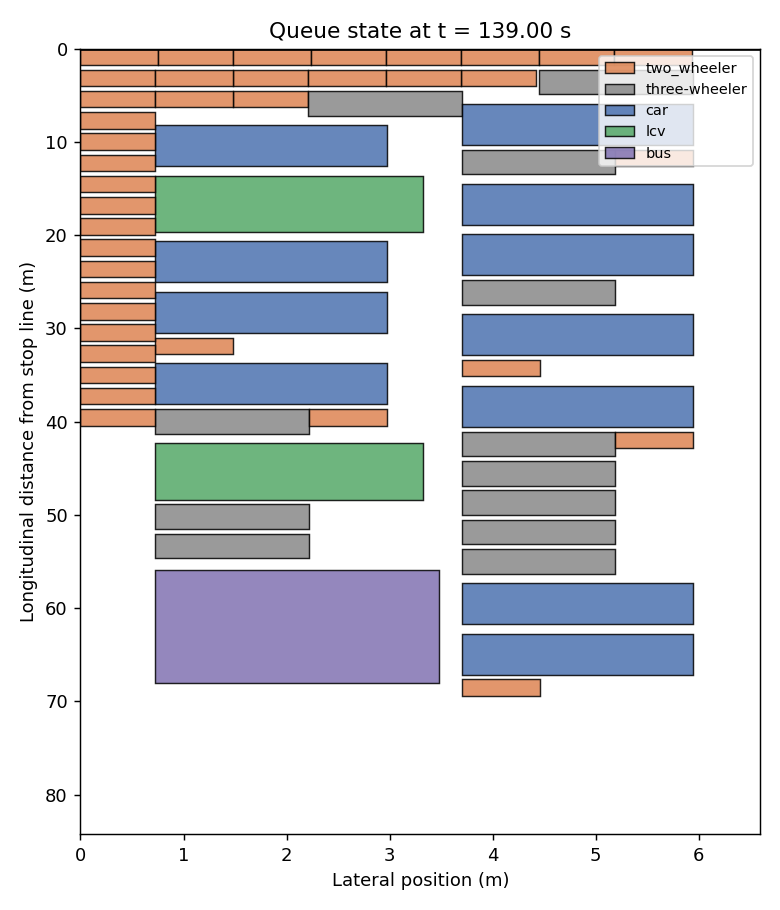 Queue state at t = 139.00 s
two_wheeler
three-wheeler
car
lcv
bus
Longitudinal distance from stop line (m)
0
10
20
30
40
50
60
70
80
0 1 2 3 4 5 6
Lateral position (m)